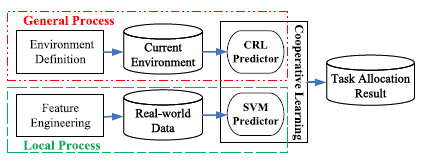 General Process
Environment
Definition
Current
Environment
CRL
Predictor
Feature
Engineering
Real-world
Data
SVM
Predictor
Local Process
Cooperative Learning
Task Allocation
Result